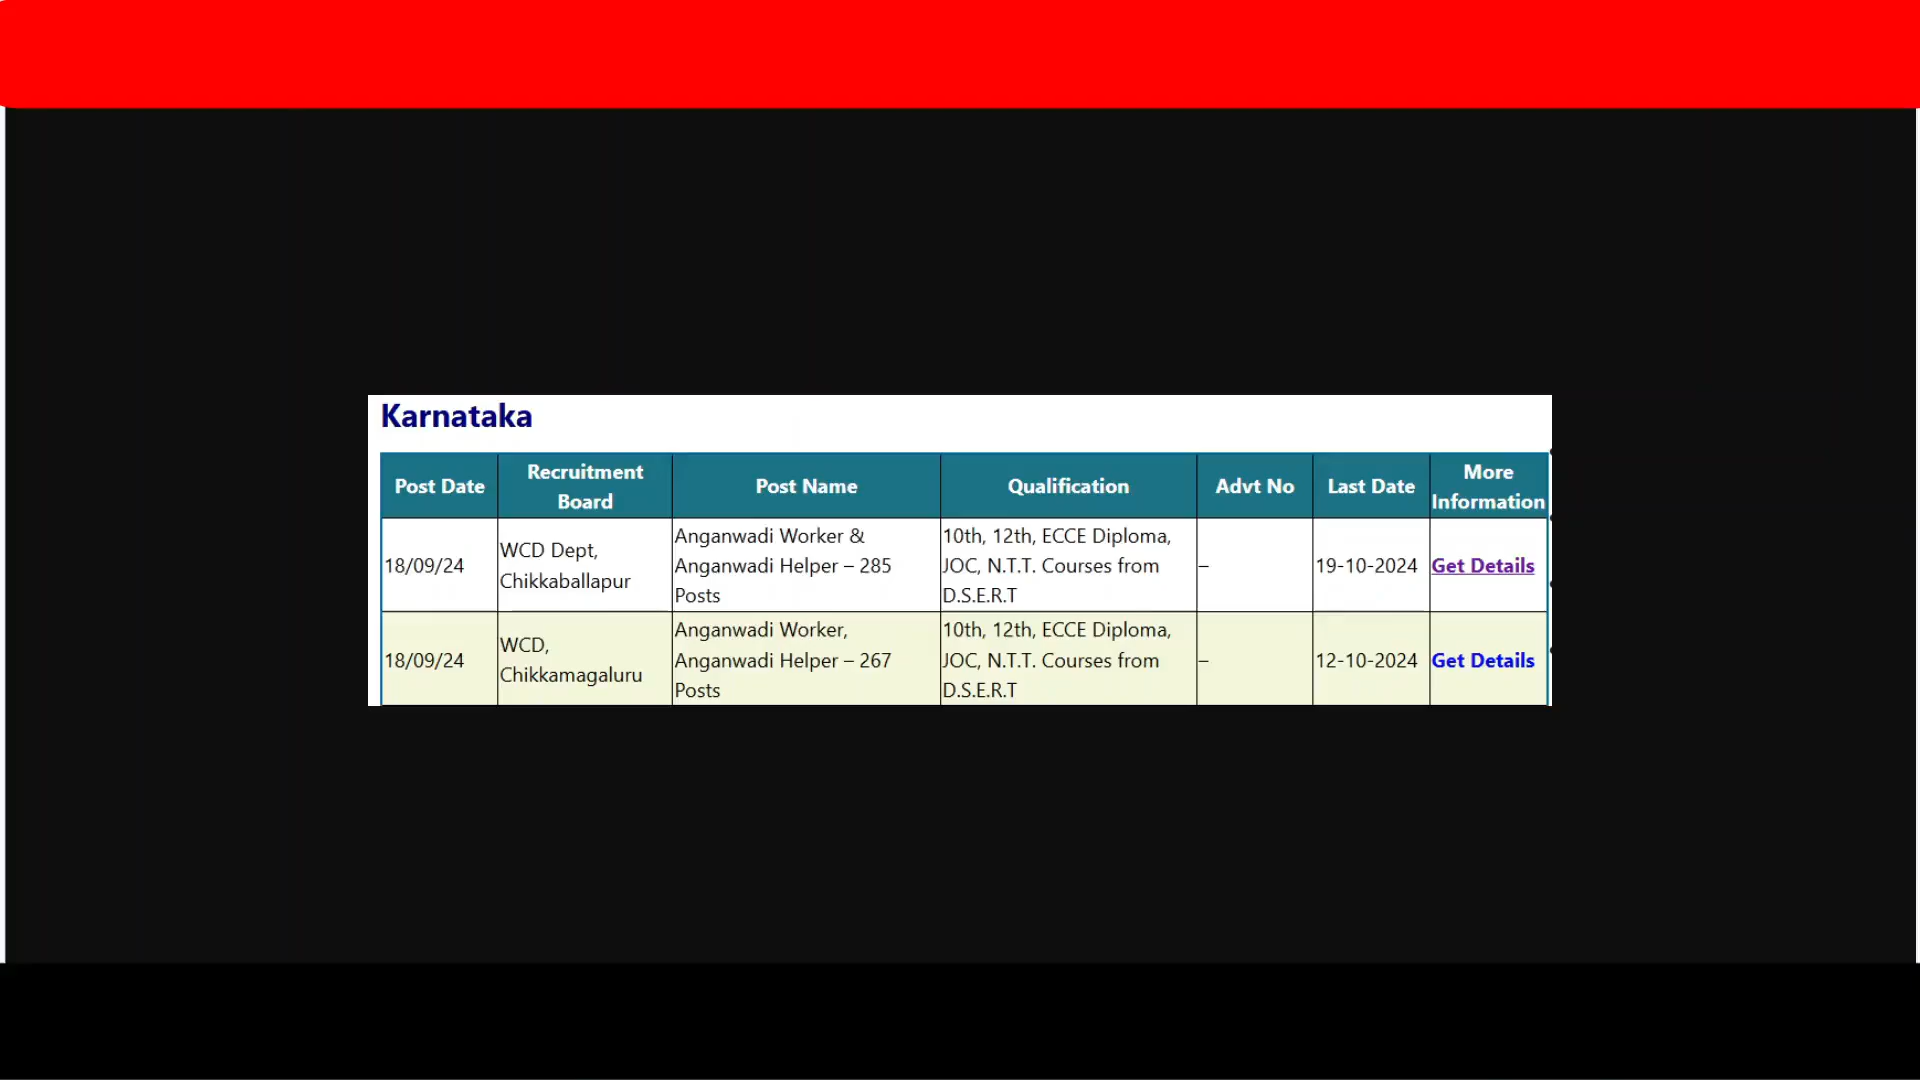 Karnataka
Post Date
Recruitment
Board
Post Name
Qualification
Advt No
Last Date
More
Information
18/09/24
WCD Dept,
Chikkaballapur
Anganwadi Worker &
Anganwadi Helper – 285
Posts
10th, 12th, ECCE Diploma,
JOC, N.T.T. Courses from
D.S.E.R.T
–
19-10-2024
Get Details
18/09/24
WCD,
Chikkamagaluru
Anganwadi Worker,
Anganwadi Helper – 267
Posts
10th, 12th, ECCE Diploma,
JOC, N.T.T. Courses from
D.S.E.R.T
–
12-10-2024
Get Details